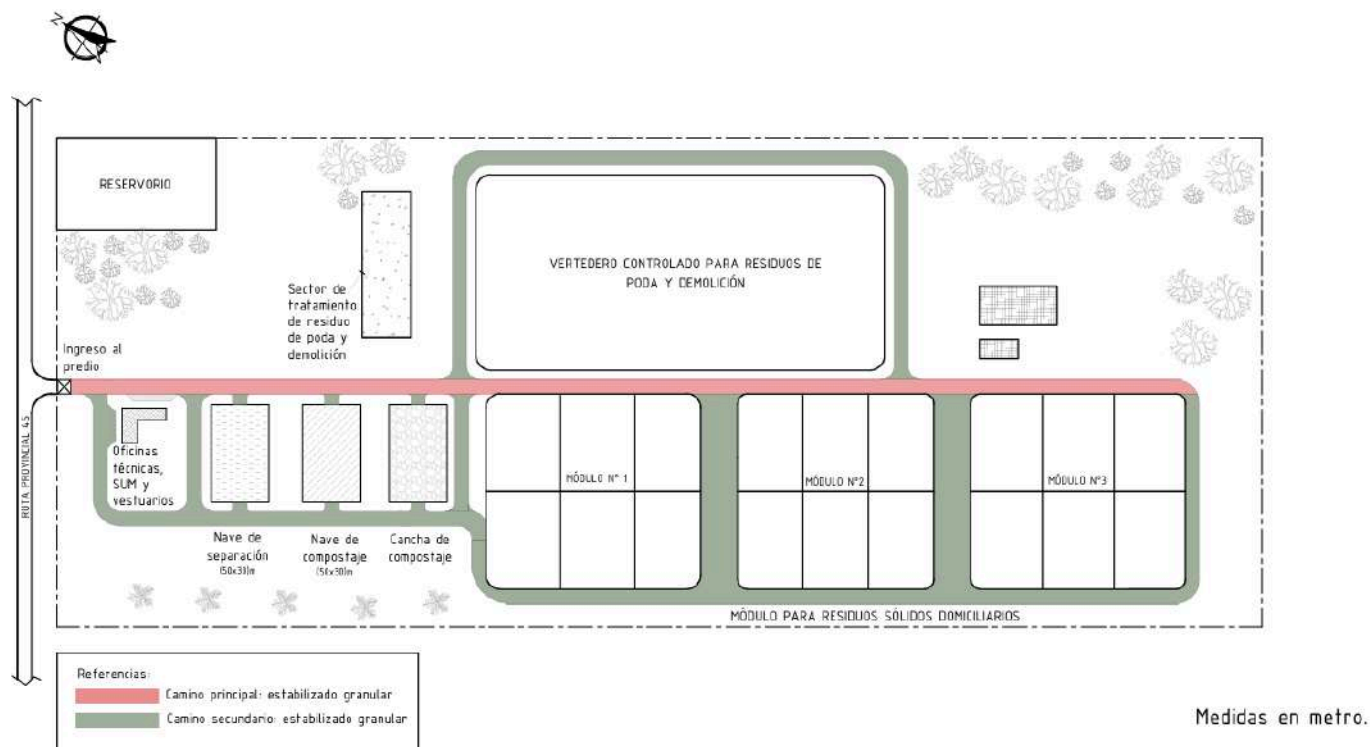 N
RESERVORIO
VERTEDERO CONTROLADO PARA RESIDUOS DE
PODA Y DEMOLICIÓN
Sector de
tratamiento
de residuo
de poda y
demolición
Ingreso al
predio
RUTA PROVINCIAL 45
Oficinas
técnicas,
SUM y
vestuarios
MÓDULO Nº 1
MÓDULO Nº2
MÓDULO Nº3
Nave de
separación
(50x30)m
Nave de
compostaje
(50x30)m
Cancha de
compostaje
MÓDULO PARA RESIDUOS SÓLIDOS DOMICILIARIOS
Referencias:
Camino principal: estabilizado granular
Camino secundario: estabilizado granular
Medidas en metro.